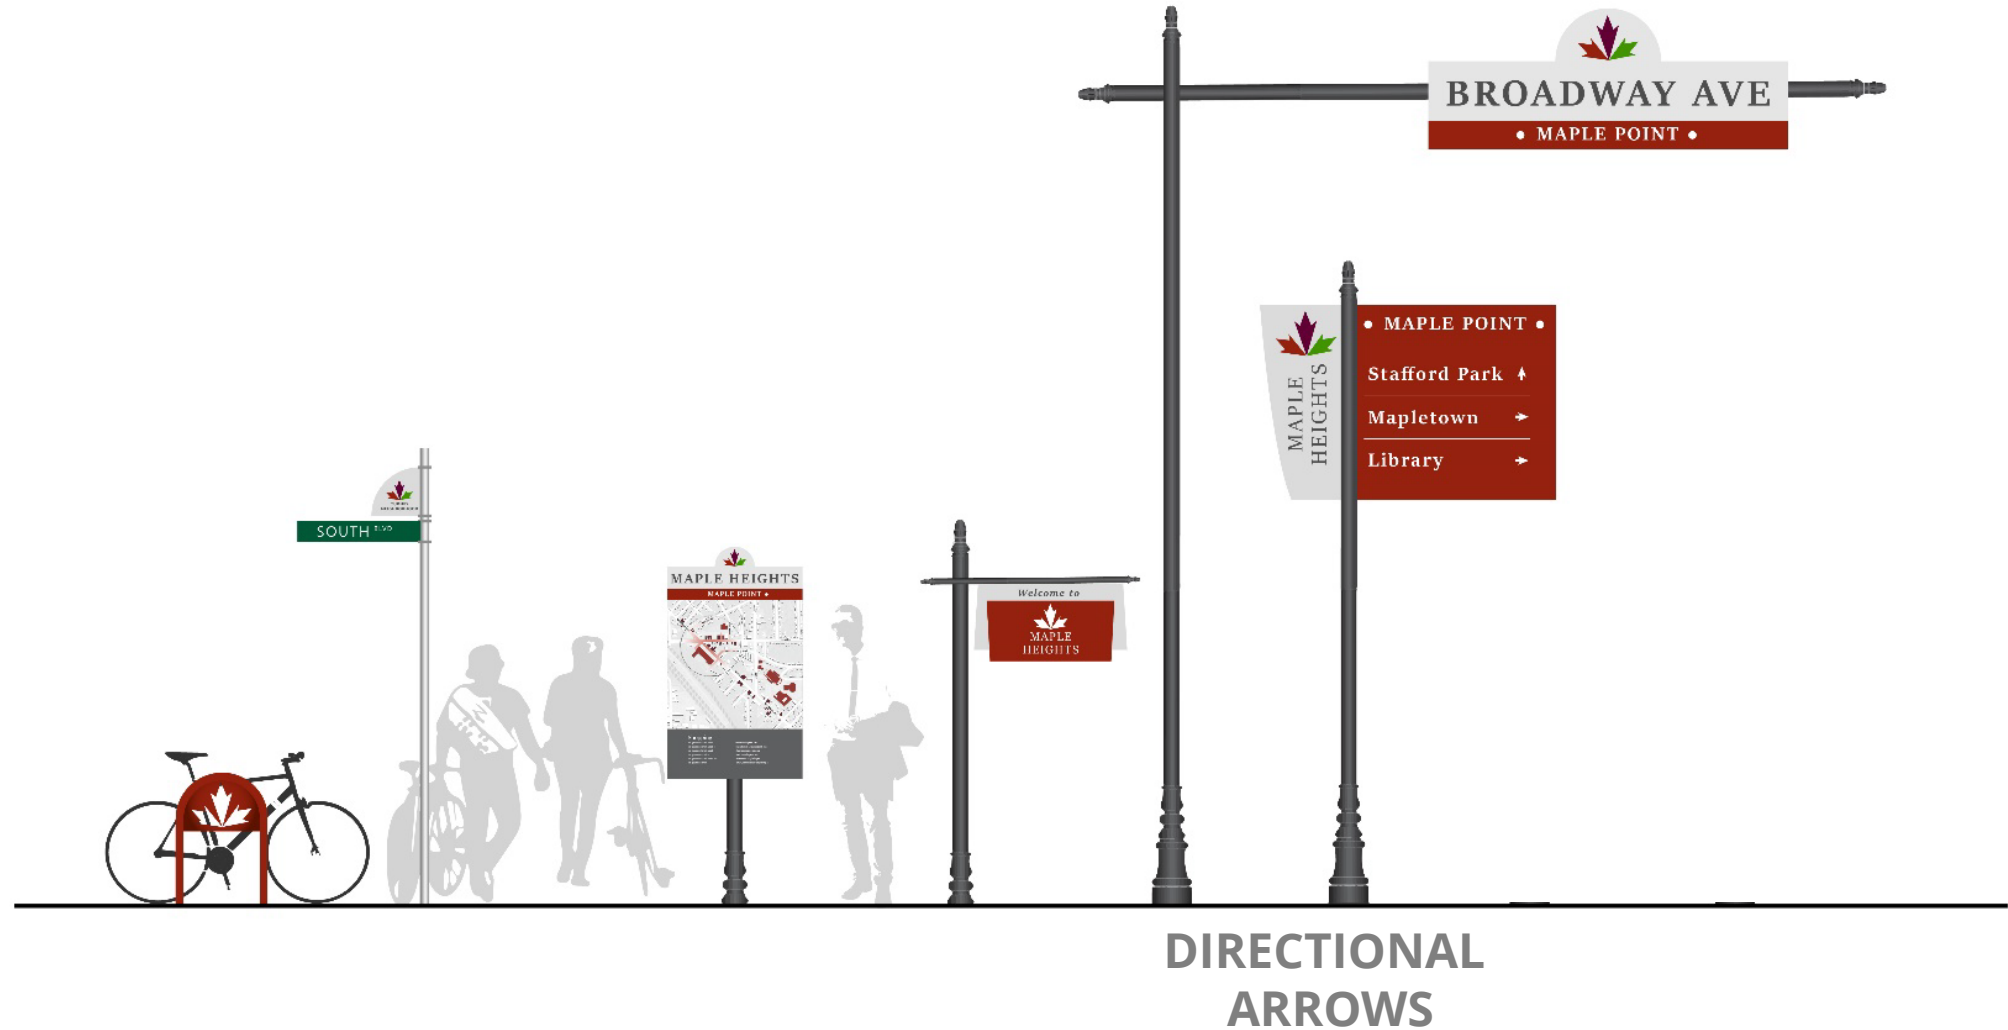 BROADWAY AVE
• MAPLE POINT •
• MAPLE POINT •
Stafford Park
Mapletown
Library
MAPLE
HEIGHTS
SOUTH BLVD
MAPLE HEIGHTS
MAPLE POINT •
Welcome to
MAPLE
HEIGHTS
DIRECTIONAL
ARROWS